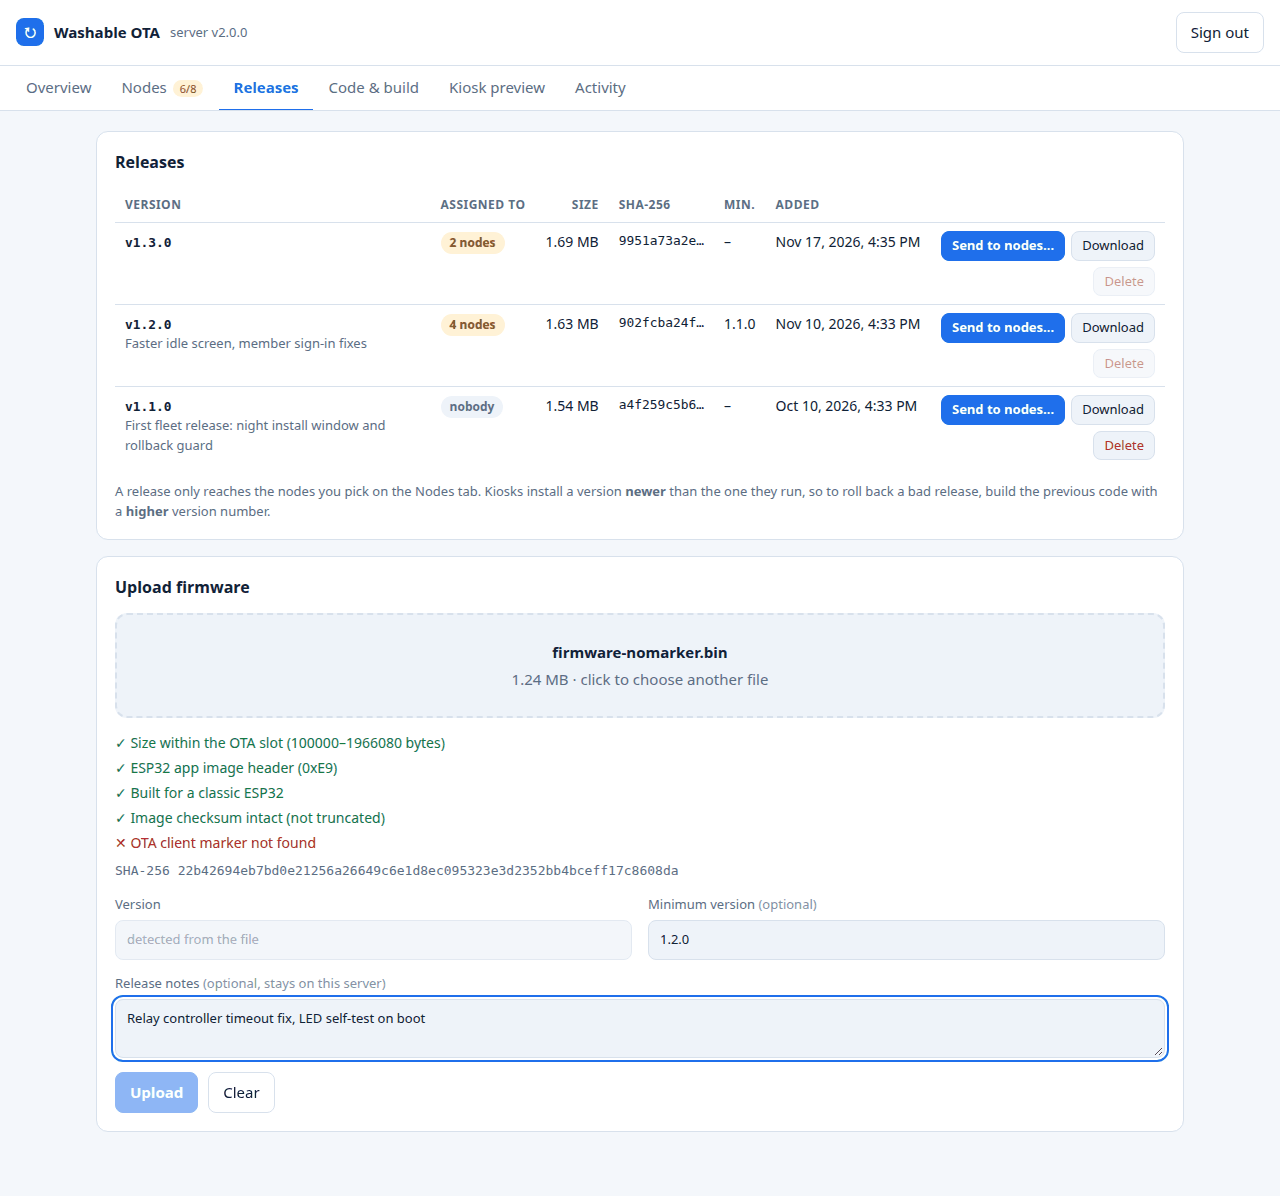 ↻ Washable OTA server v2.0.0 Sign out
Overview Nodes 6/8 Releases Code & build Kiosk preview Activity
Releases
VERSION ASSIGNED TO SIZE SHA-256 MIN. ADDED
v1.3.0 2 nodes 1.69 MB 9951a73a2e… – Nov 17, 2026, 4:35 PM Send to nodes… Download
Delete
v1.2.0 4 nodes 1.63 MB 902fcba24f… 1.1.0 Nov 10, 2026, 4:33 PM Send to nodes… Download
Faster idle screen, member sign-in fixes
Delete
v1.1.0 nobody 1.54 MB a4f259c5b6… – Oct 10, 2026, 4:33 PM Send to nodes… Download
First fleet release: night install window and
rollback guard Delete
A release only reaches the nodes you pick on the Nodes tab. Kiosks install a version newer than the one they run, so to roll back a bad release, build the previous code with
a higher version number.
Upload firmware
firmware-nomarker.bin
1.24 MB · click to choose another file
✓ Size within the OTA slot (100000–1966080 bytes)
✓ ESP32 app image header (0xE9)
✓ Built for a classic ESP32
✓ Image checksum intact (not truncated)
✕ OTA client marker not found
SHA-256 22b42694eb7bd0e21256a26649c6e1d8ec095323e3d2352bb4bceff17c8608da
Version Minimum version (optional)
detected from the file 1.2.0
Release notes (optional, stays on this server)
Relay controller timeout fix, LED self-test on boot
Upload Clear